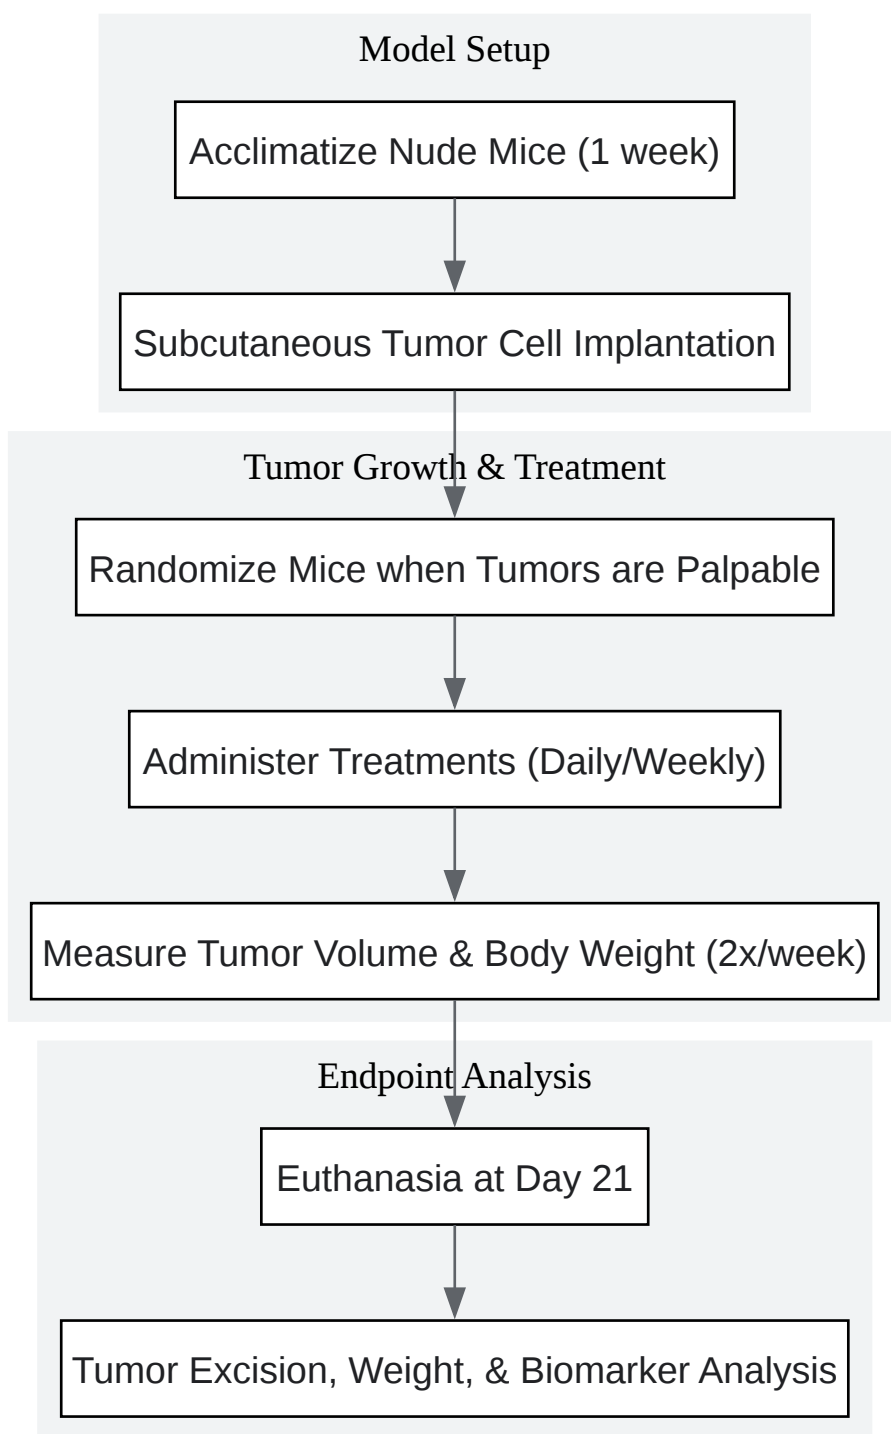 Model Setup
Acclimatize Nude Mice (1 week)
Subcutaneous Tumor Cell Implantation
Tumor Growth & Treatment
Randomize Mice when Tumors are Palpable
Administer Treatments (Daily/Weekly)
Measure Tumor Volume & Body Weight (2x/week)
Endpoint Analysis
Euthanasia at Day 21
Tumor Excision, Weight, & Biomarker Analysis